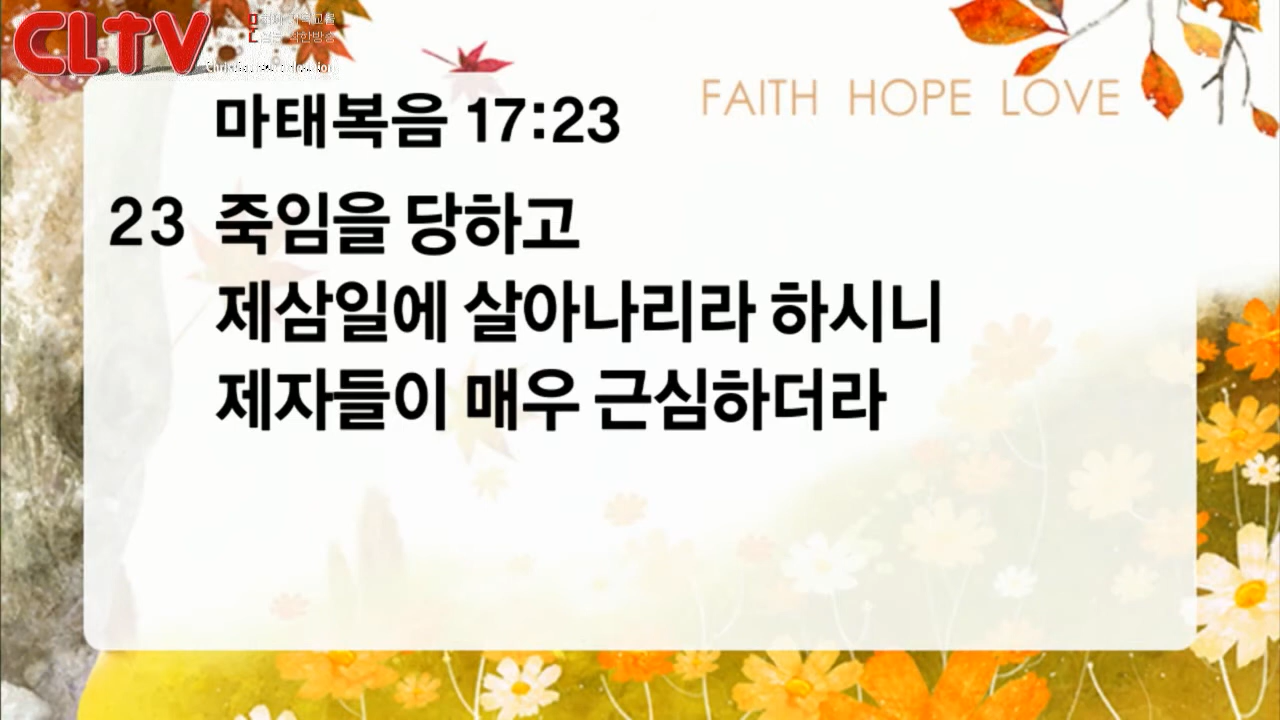 CLTV
FAITH HOPE LOVE
마태복음 17:23
23 죽임을 당하고
제삼일에 살아나리라 하시니
제자들이 매우 근심하더라